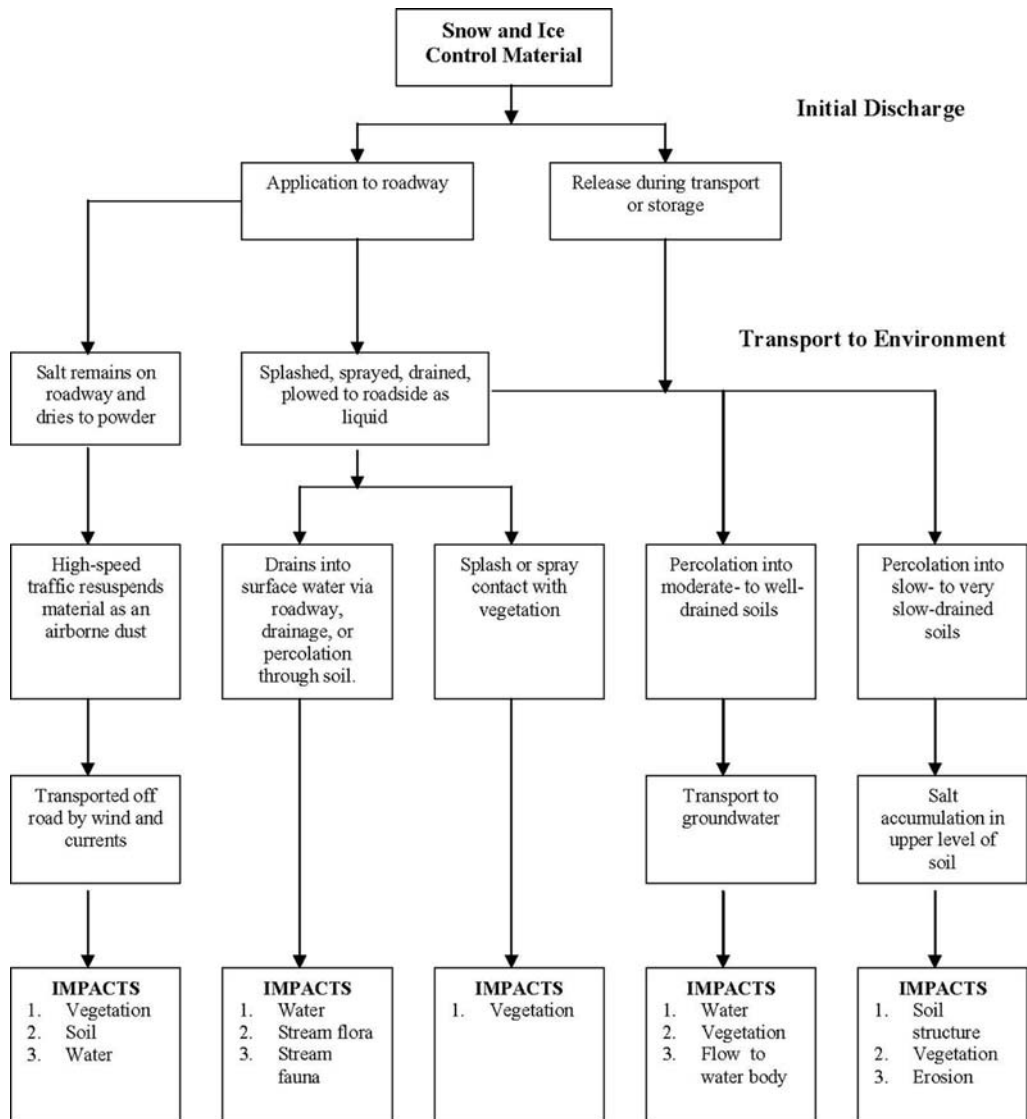 Snow and Ice
Control Material
Initial Discharge
Application to roadway
Release during transport
or storage
Transport to Environment
Salt remains on
roadway and
dries to powder
Splashed, sprayed, drained,
plowed to roadside as
liquid
High-speed
traffic resuspends
material as an
airborne dust
Drains into
surface water via
roadway,
drainage, or
percolation
through soil.
Splash or spray
contact with
vegetation
Percolation into
moderate- to well-
drained soils
Percolation into
slow- to very
slow-drained
soils
Transported off
road by wind and
currents
Transport to
groundwater
Salt
accumulation in
upper level of
soil
IMPACTS
1. Vegetation
2. Soil
3. Water
IMPACTS
1. Water
2. Stream flora
3. Stream
fauna
IMPACTS
1. Vegetation
IMPACTS
1. Water
2. Vegetation
3. Flow to
water body
IMPACTS
1. Soil
structure
2. Vegetation
3. Erosion